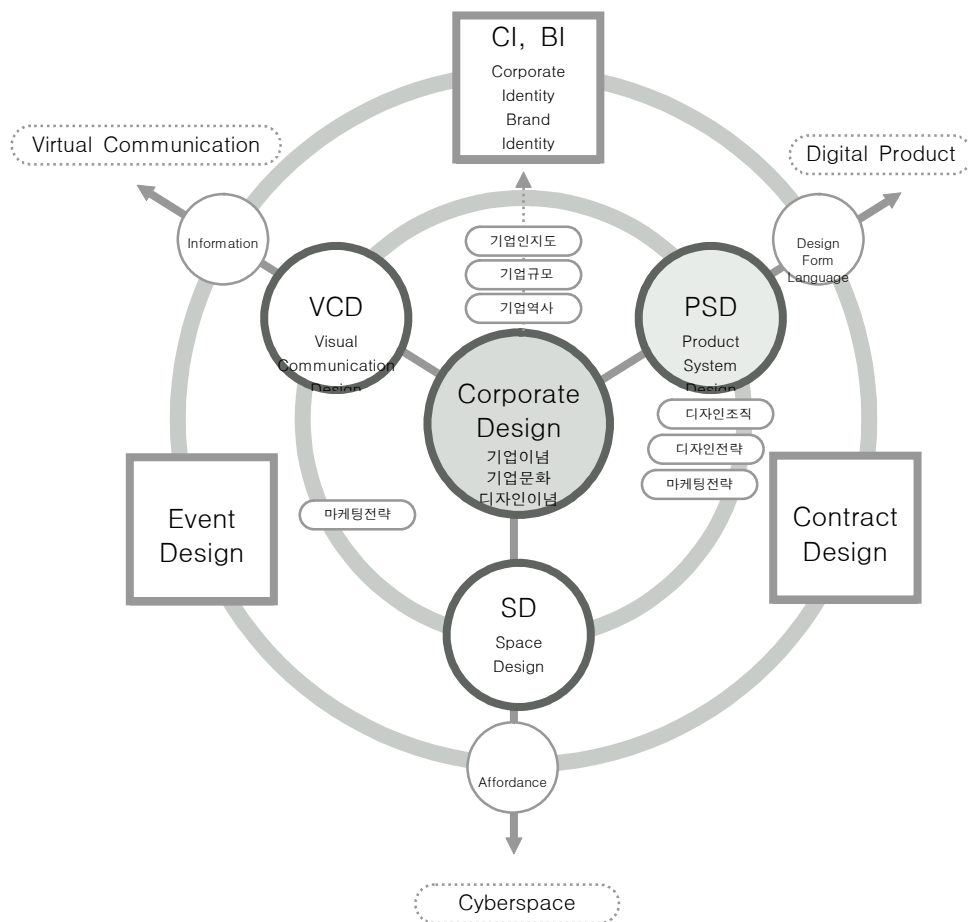 CI, BI
Corporate
Identity
Brand
Identity
Virtual Communication
Digital Product
Information
Design
Form
Language
기업인지도
기업규모
기업역사
VCD
Visual
Communication
Design
PSD
Product
System
Design
Corporate
Design
기업이념
기업문화
디자인이념
디자인조직
디자인전략
마케팅전략
마케팅전략
Event
Design
Contract
Design
SD
Space
Design
Affordance
Cyberspace